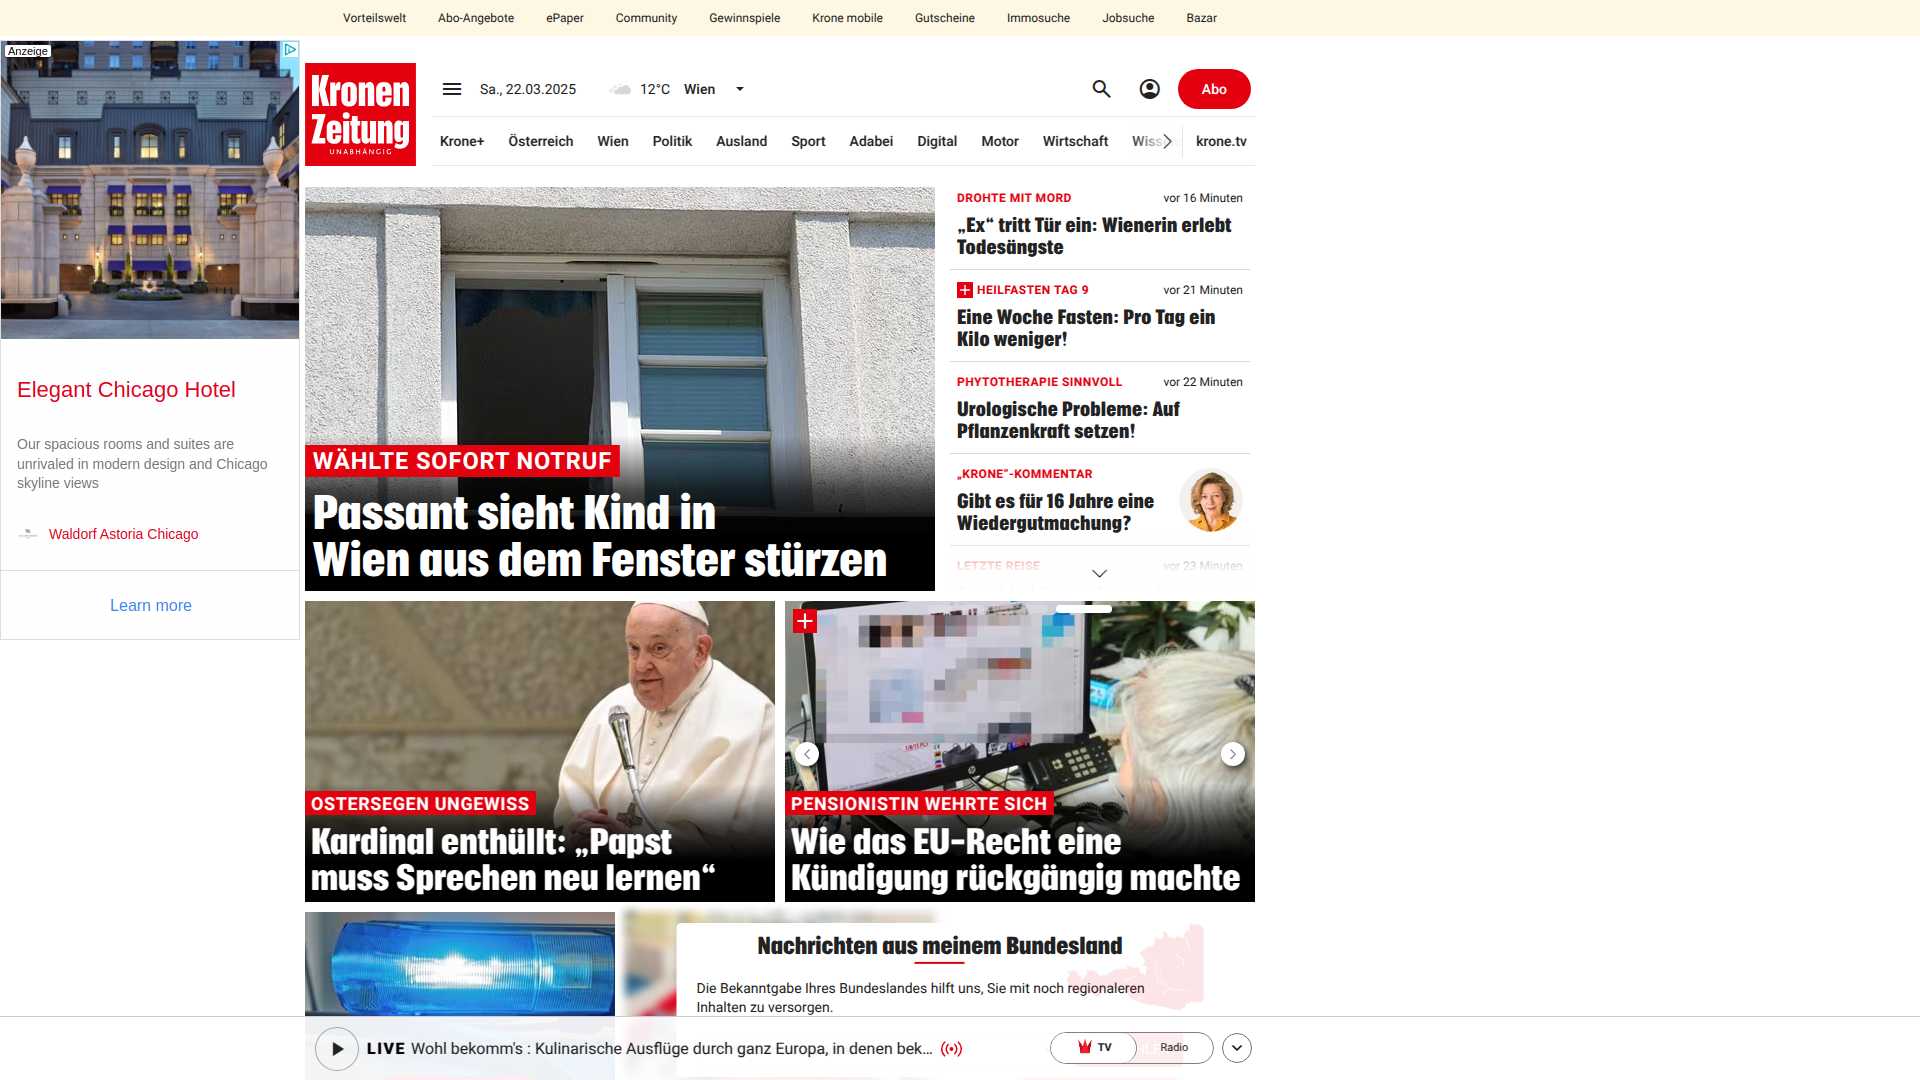 Vorteilswelt Abo-Angebote ePaper Community Gewinnspiele Krone mobile Gutscheine Immosuche Jobsuche Bazar
Anzeige
Elegant Chicago Hotel
Our spacious rooms and suites are
unrivaled in modern design and Chicago
skyline views
Waldorf Astoria Chicago
Learn more
Kronen
Zeitung
UNABHÄNGIG
Sa., 22.03.2025 12°C Wien
Abo
Krone+ Österreich Wien Politik Ausland Sport Adabei Digital Motor Wirtschaft Wiss krone.tv
WÄHLTE SOFORT NOTRUF
Passant sieht Kind in
Wien aus dem Fenster stürzen
DROHTE MIT MORD vor 16 Minuten
„Ex“ tritt Tür ein: Wienerin erlebt
Todesängste
HEILFASTEN TAG 9 vor 21 Minuten
Eine Woche Fasten: Pro Tag ein
Kilo weniger!
PHYTOTHERAPIE SINNVOLL vor 22 Minuten
Urologische Probleme: Auf
Pflanzenkraft setzen!
„KRONE“-KOMMENTAR
Gibt es für 16 Jahre eine
Wiedergutmachung?
LETZTE REISE vor 23 Minuten
OSTERSEGEN UNGEWISS
Kardinal enthüllt: „Papst
muss Sprechen neu lernen“
PENSIONISTIN WEHRTE SICH
Wie das EU-Recht eine
Kündigung rückgängig machte
Nachrichten aus meinem Bundesland
Die Bekanntgabe Ihres Bundeslandes hilft uns, Sie mit noch regionaleren
Inhalten zu versorgen.
LIVE Wohl bekomm's : Kulinarische Ausflüge durch ganz Europa, in denen bek...
TV Radio